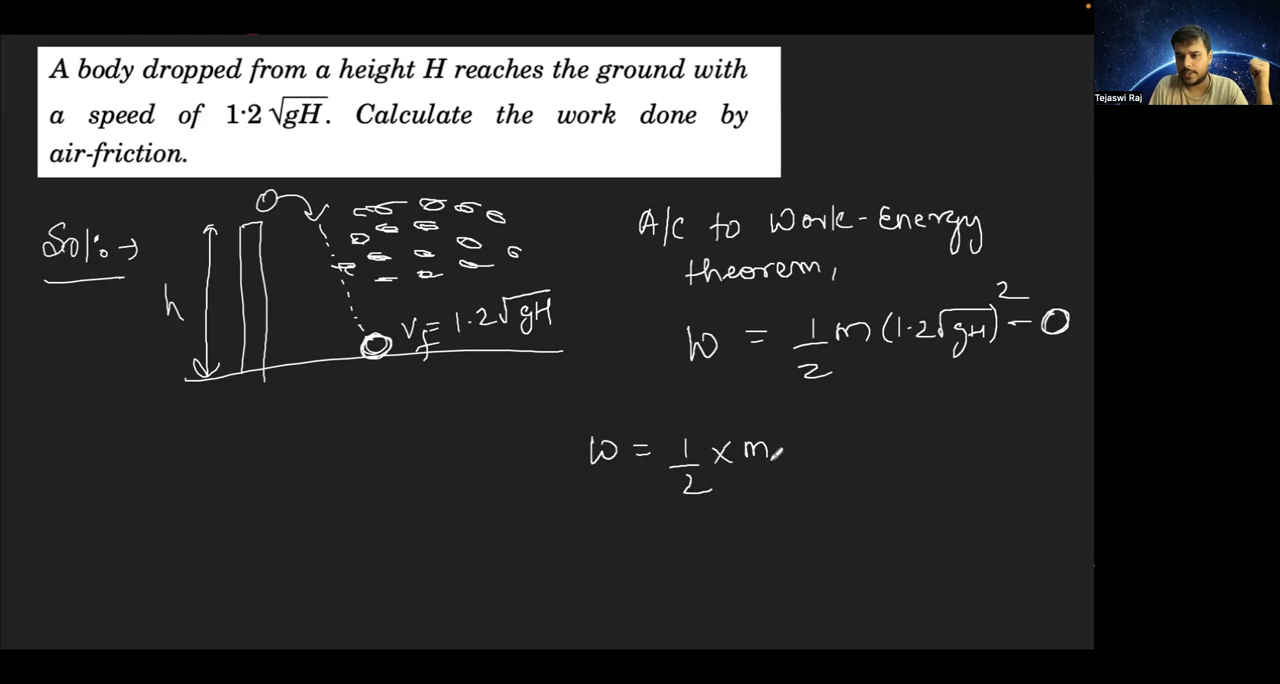 A body dropped from a height H reaches the ground with
a speed of 1·2 √gH. Calculate the work done by
air-friction.
Tejaswi Raj
Sol:→
h
V_f = 1.2√gH
A/C to Work-Energy
theorem,
W = 1/2 m (1.2√gH)² - 0
W = 1/2 × m